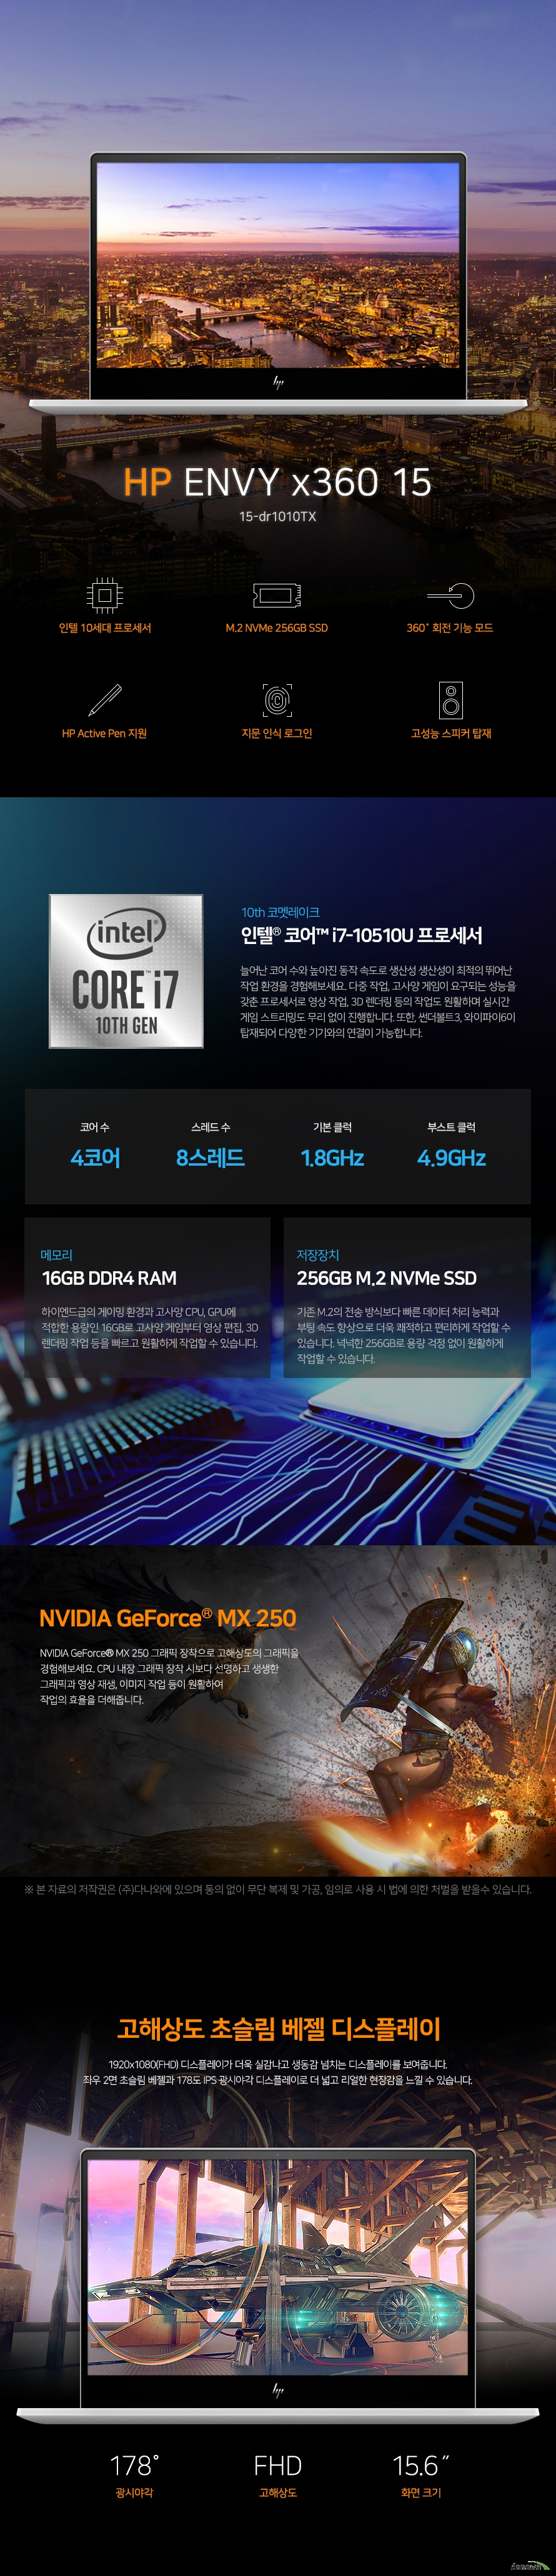 hp
HP ENVY x360 15
15-dr1010TX
인텔 10세대 프로세서
M.2 NVMe 256GB SSD
360° 회전 기능 모드
HP Active Pen 지원
지문 인식 로그인
고성능 스피커 탑재
intel®
CORE™ i7
10TH GEN
10th 코멧레이크
인텔® 코어™ i7-10510U 프로세서
늘어난 코어 수와 높아진 동작 속도로 생산성 생산성이 최적의 뛰어난
작업 환경을 경험해보세요. 다중 작업, 고사양 게임이 요구되는 성능을
갖춘 프로세서로 영상 작업, 3D 렌더링 등의 작업도 원활하며 실시간
게임 스트리밍도 무리 없이 진행합니다. 또한, 썬더볼트3, 와이파이6이
탑재되어 다양한 기기와의 연결이 가능합니다.
코어 수
스레드 수
기본 클럭
부스트 클럭
4코어
8스레드
1.8GHz
4.9GHz
메모리
16GB DDR4 RAM
하이엔드급의 게이밍 환경과 고사양 CPU, GPU에
적합한 용량인 16GB로 고사양 게임부터 영상 편집, 3D
렌더링 작업 등을 빠르고 원활하게 작업할 수 있습니다.
저장장치
256GB M.2 NVMe SSD
기존 M.2의 전송 방식보다 빠른 데이터 처리 능력과
부팅 속도 향상으로 더욱 쾌적하고 편리하게 작업할 수
있습니다. 넉넉한 256GB로 용량 걱정 없이 원활하게
작업할 수 있습니다.
NVIDIA GeForce® MX 250
NVIDIA GeForce® MX 250 그래픽 장착으로 고해상도의 그래픽을
경험해보세요. CPU 내장 그래픽 장착 시보다 선명하고 생생한
그래픽과 영상 재생, 이미지 작업 등이 원활하여
작업의 효율을 더해줍니다.
※ 본 자료의 저작권은 (주)다나와에 있으며 동의 없이 무단 복제 및 가공, 임의로 사용 시 법에 의한 처벌을 받을수 있습니다.
고해상도 초슬림 베젤 디스플레이
1920x1080(FHD) 디스플레이가 더욱 실감나고 생동감 넘치는 디스플레이를 보여줍니다.
좌우 2면 초슬림 베젤과 178도 IPS 광시야각 디스플레이로 더 넓고 리얼한 현장감을 느낄 수 있습니다.
hp
178°
FHD
15.6″
광시야각
고해상도
화면 크기